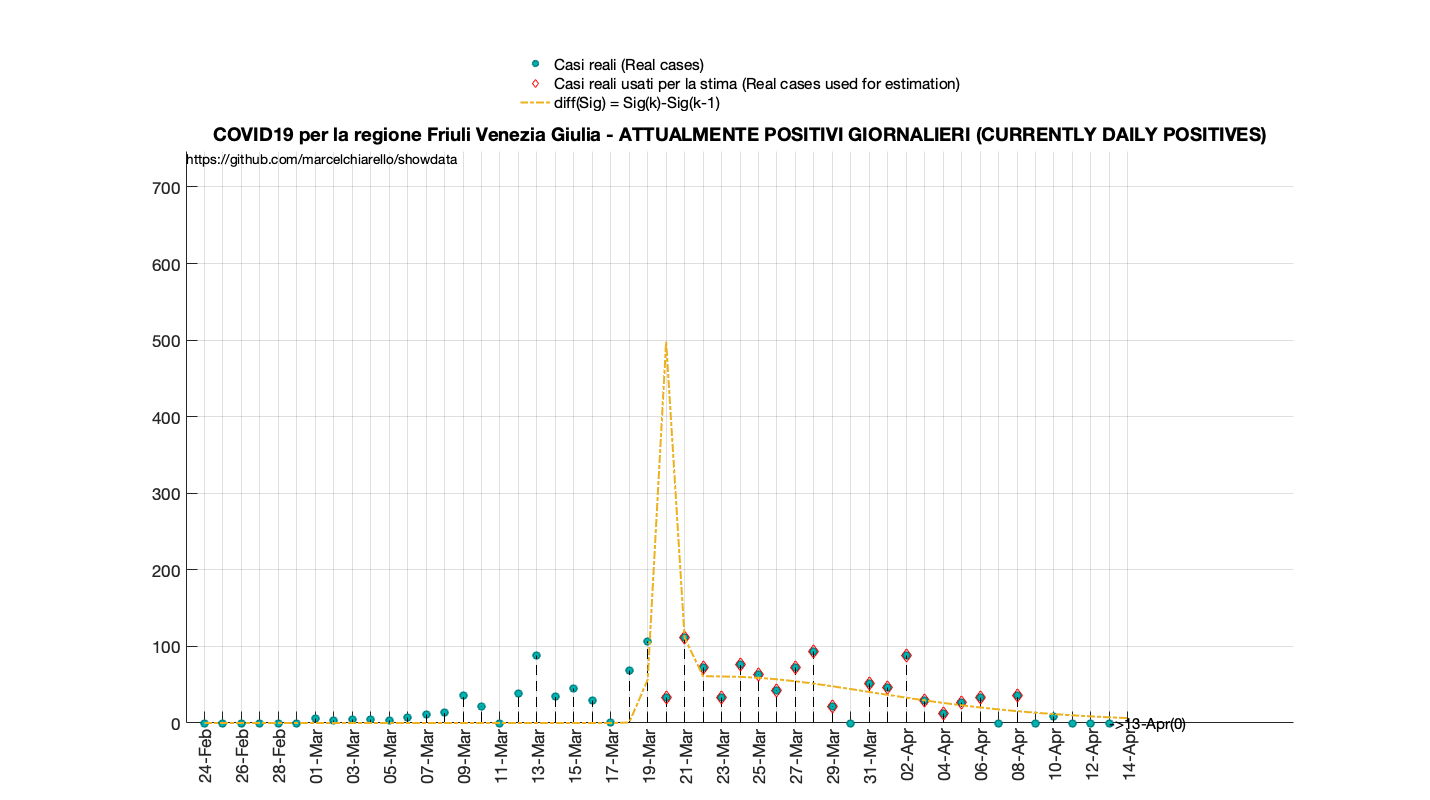 Casi reali (Real cases)
Casi reali usati per la stima (Real cases used for estimation)
diff(Sig) = Sig(k)-Sig(k-1)
COVID19 per la regione Friuli Venezia Giulia - ATTUALMENTE POSITIVI GIORNALIERI (CURRENTLY DAILY POSITIVES)
https://github.com/marcelchiarello/showdata
700
600
500
400
300
200
100
0
->13-Apr(0)
24-Feb
26-Feb
28-Feb
01-Mar
03-Mar
05-Mar
07-Mar
09-Mar
11-Mar
13-Mar
15-Mar
17-Mar
19-Mar
21-Mar
23-Mar
25-Mar
27-Mar
29-Mar
31-Mar
02-Apr
04-Apr
06-Apr
08-Apr
10-Apr
12-Apr
14-Apr